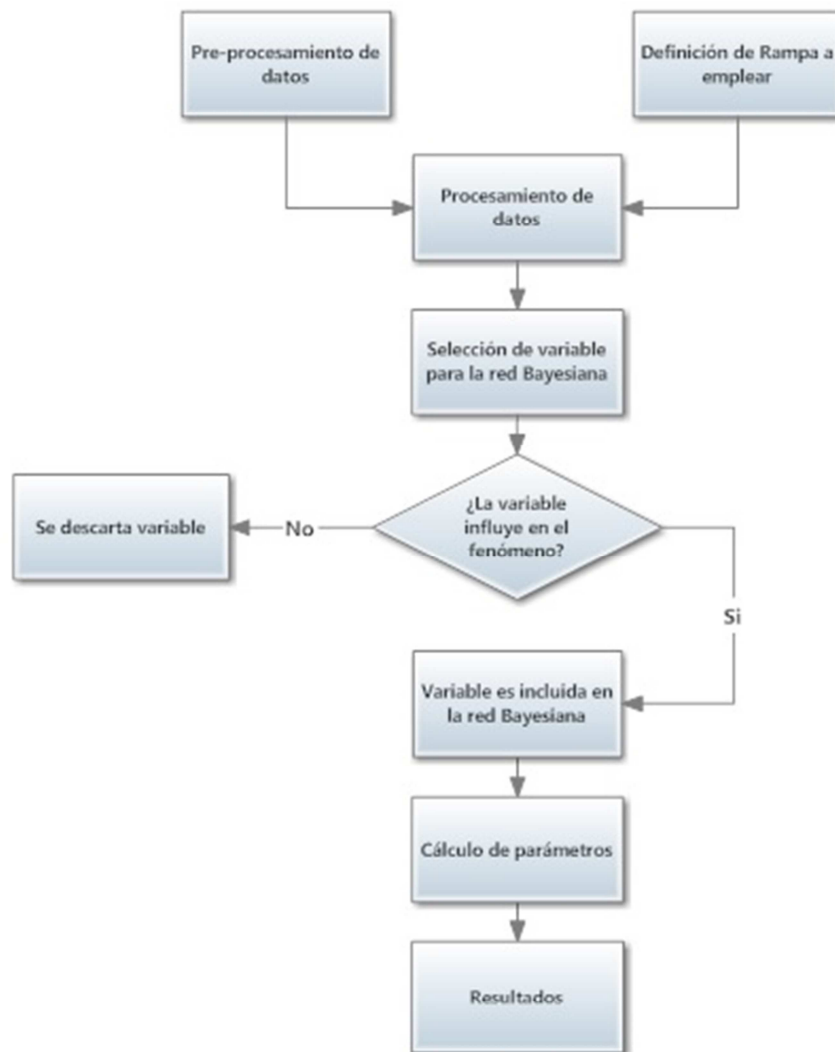 Pre-procesamiento de
datos
Definición de Rampa a
emplear
Procesamiento de
datos
Selección de variable
para la red Bayesiana
¿La variable
influye en el
fenómeno?
No
Se descarta variable
Si
Variable es incluida en
la red Bayesiana
Cálculo de parámetros
Resultados